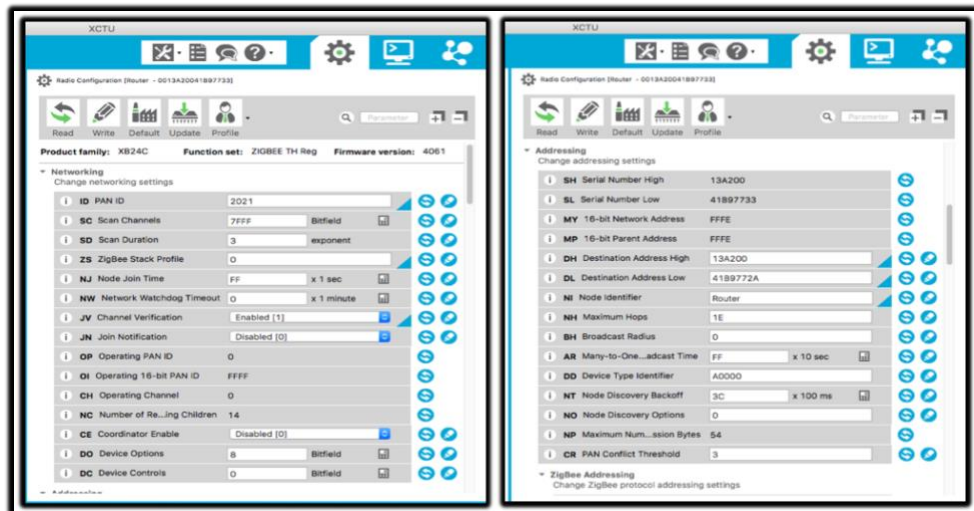 XCTU
Radio Configuration [Router - 0013A20041B97733]
Read Write Default Update Profile
Parameter
Product family: XB24C Function set: ZIGBEE TH Reg Firmware version: 4061
Networking
Change networking settings
i ID PAN ID 2021
i SC Scan Channels 7FFF Bitfield
i SD Scan Duration 3 exponent
i ZS ZigBee Stack Profile 0
i NJ Node Join Time FF x 1 sec
i NW Network Watchdog Timeout 0 x 1 minute
i JV Channel Verification Enabled [1]
i JN Join Notification Disabled [0]
i OP Operating PAN ID 0
i OI Operating 16-bit PAN ID FFFF
i CH Operating Channel 0
i NC Number of Re...ing Children 14
i CE Coordinator Enable Disabled [0]
i DO Device Options 8 Bitfield
i DC Device Controls 0 Bitfield
Addressing
XCTU
Radio Configuration [Router - 0013A20041B97733]
Read Write Default Update Profile
Parameter
Addressing
Change addressing settings
i SH Serial Number High 13A200
i SL Serial Number Low 41B97733
i MY 16-bit Network Address FFFE
i MP 16-bit Parent Address FFFE
i DH Destination Address High 13A200
i DL Destination Address Low 41B9772A
i NI Node Identifier Router
i NH Maximum Hops 1E
i BH Broadcast Radius 0
i AR Many-to-One...adcast Time FF x 10 sec
i DD Device Type Identifier A0000
i NT Node Discovery Backoff 3C x 100 ms
i NO Node Discovery Options 0
i NP Maximum Num...ssion Bytes 54
i CR PAN Conflict Threshold 3
ZigBee Addressing
Change ZigBee protocol addressing settings